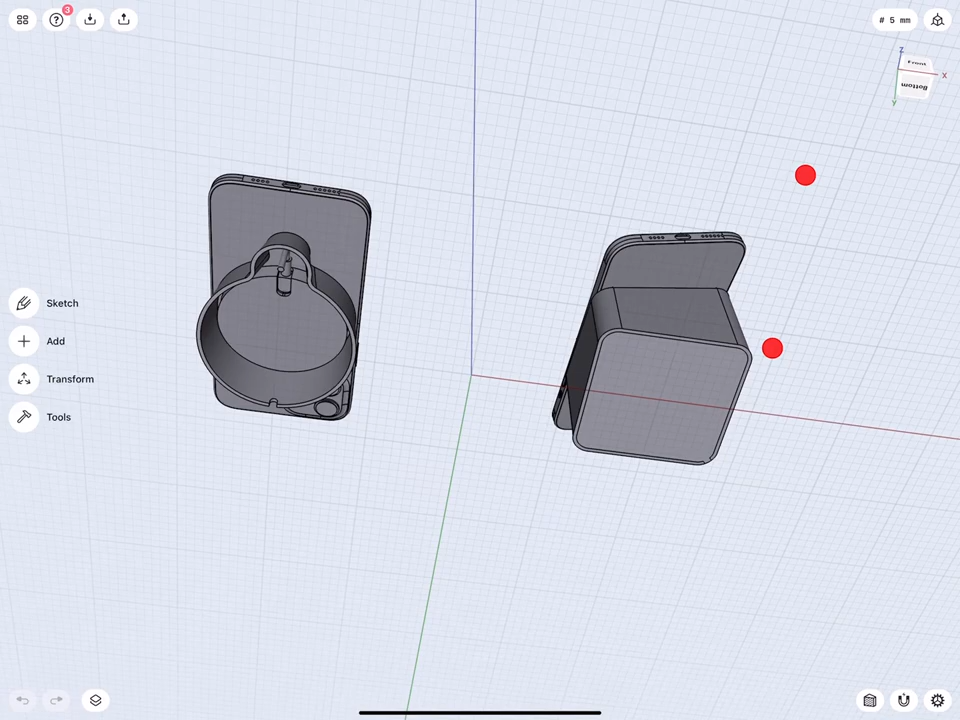 3
# 5 mm
Z
Front
X
Bottom
Y
Sketch
Add
Transform
Tools